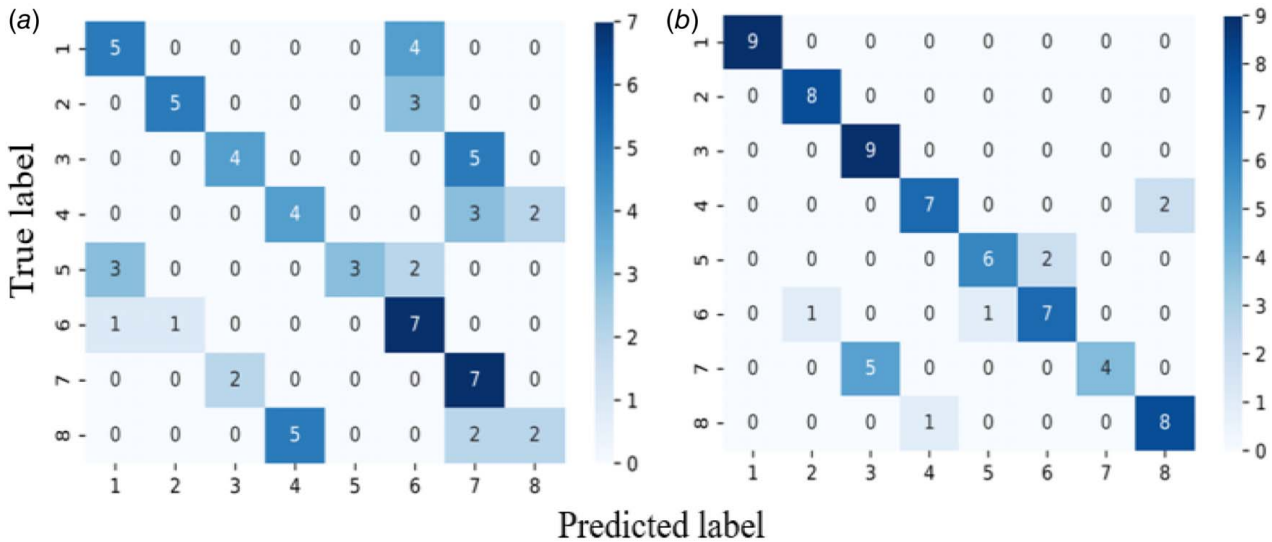 (a)
True label
1 5 0 0 0 0 4 0 0
2 0 5 0 0 0 3 0 0
3 0 0 4 0 0 0 5 0
4 0 0 0 4 0 0 3 2
5 3 0 0 0 3 2 0 0
6 1 1 0 0 0 7 0 0
7 0 0 2 0 0 0 7 0
8 0 0 0 5 0 0 2 2
1 2 3 4 5 6 7 8
7
6
5
4
3
2
1
0
(b)
1 9 0 0 0 0 0 0 0
2 0 8 0 0 0 0 0 0
3 0 0 9 0 0 0 0 0
4 0 0 0 7 0 0 0 2
5 0 0 0 0 6 2 0 0
6 0 1 0 0 1 7 0 0
7 0 0 5 0 0 0 4 0
8 0 0 0 1 0 0 0 8
1 2 3 4 5 6 7 8
9
8
7
6
5
4
3
2
1
0
Predicted label